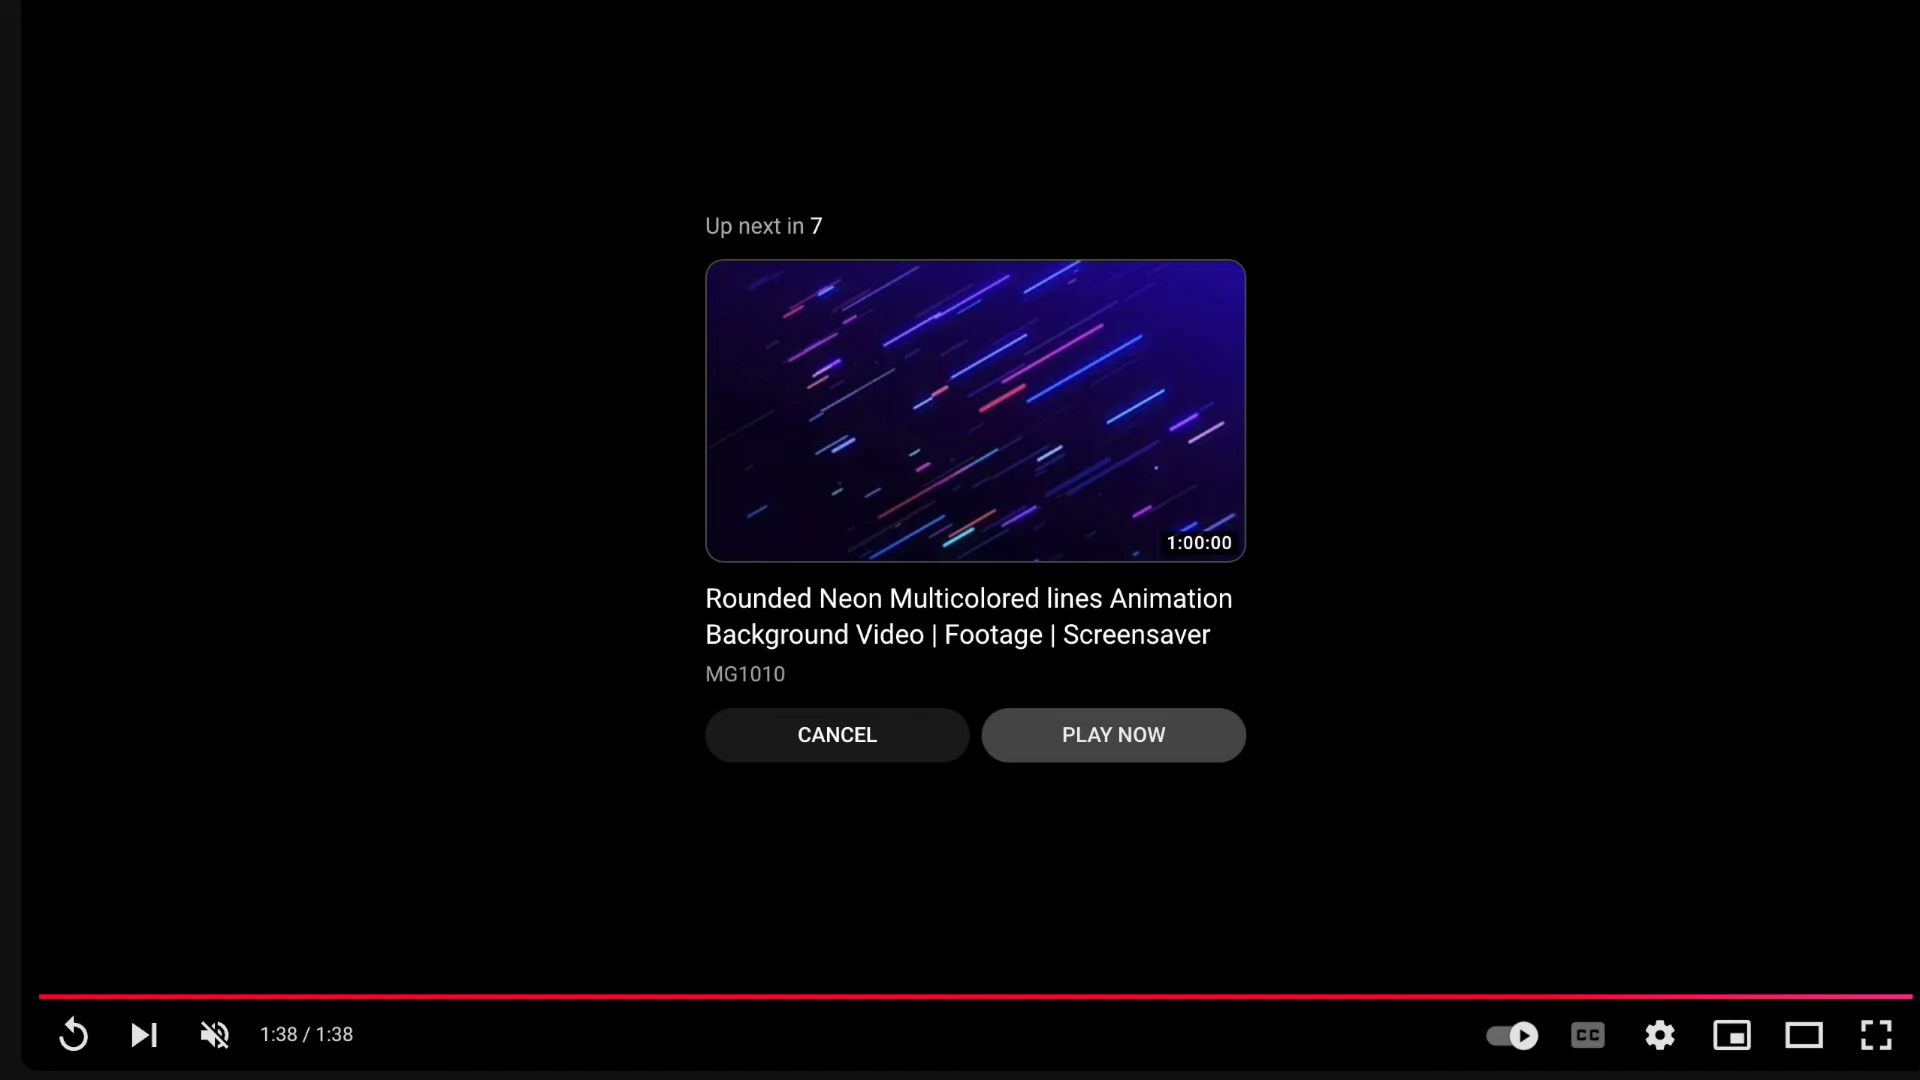 Up next in 7
1:00:00
Rounded Neon Multicolored lines Animation
Background Video | Footage | Screensaver
MG1010
CANCEL
PLAY NOW
1:38 / 1:38
CC